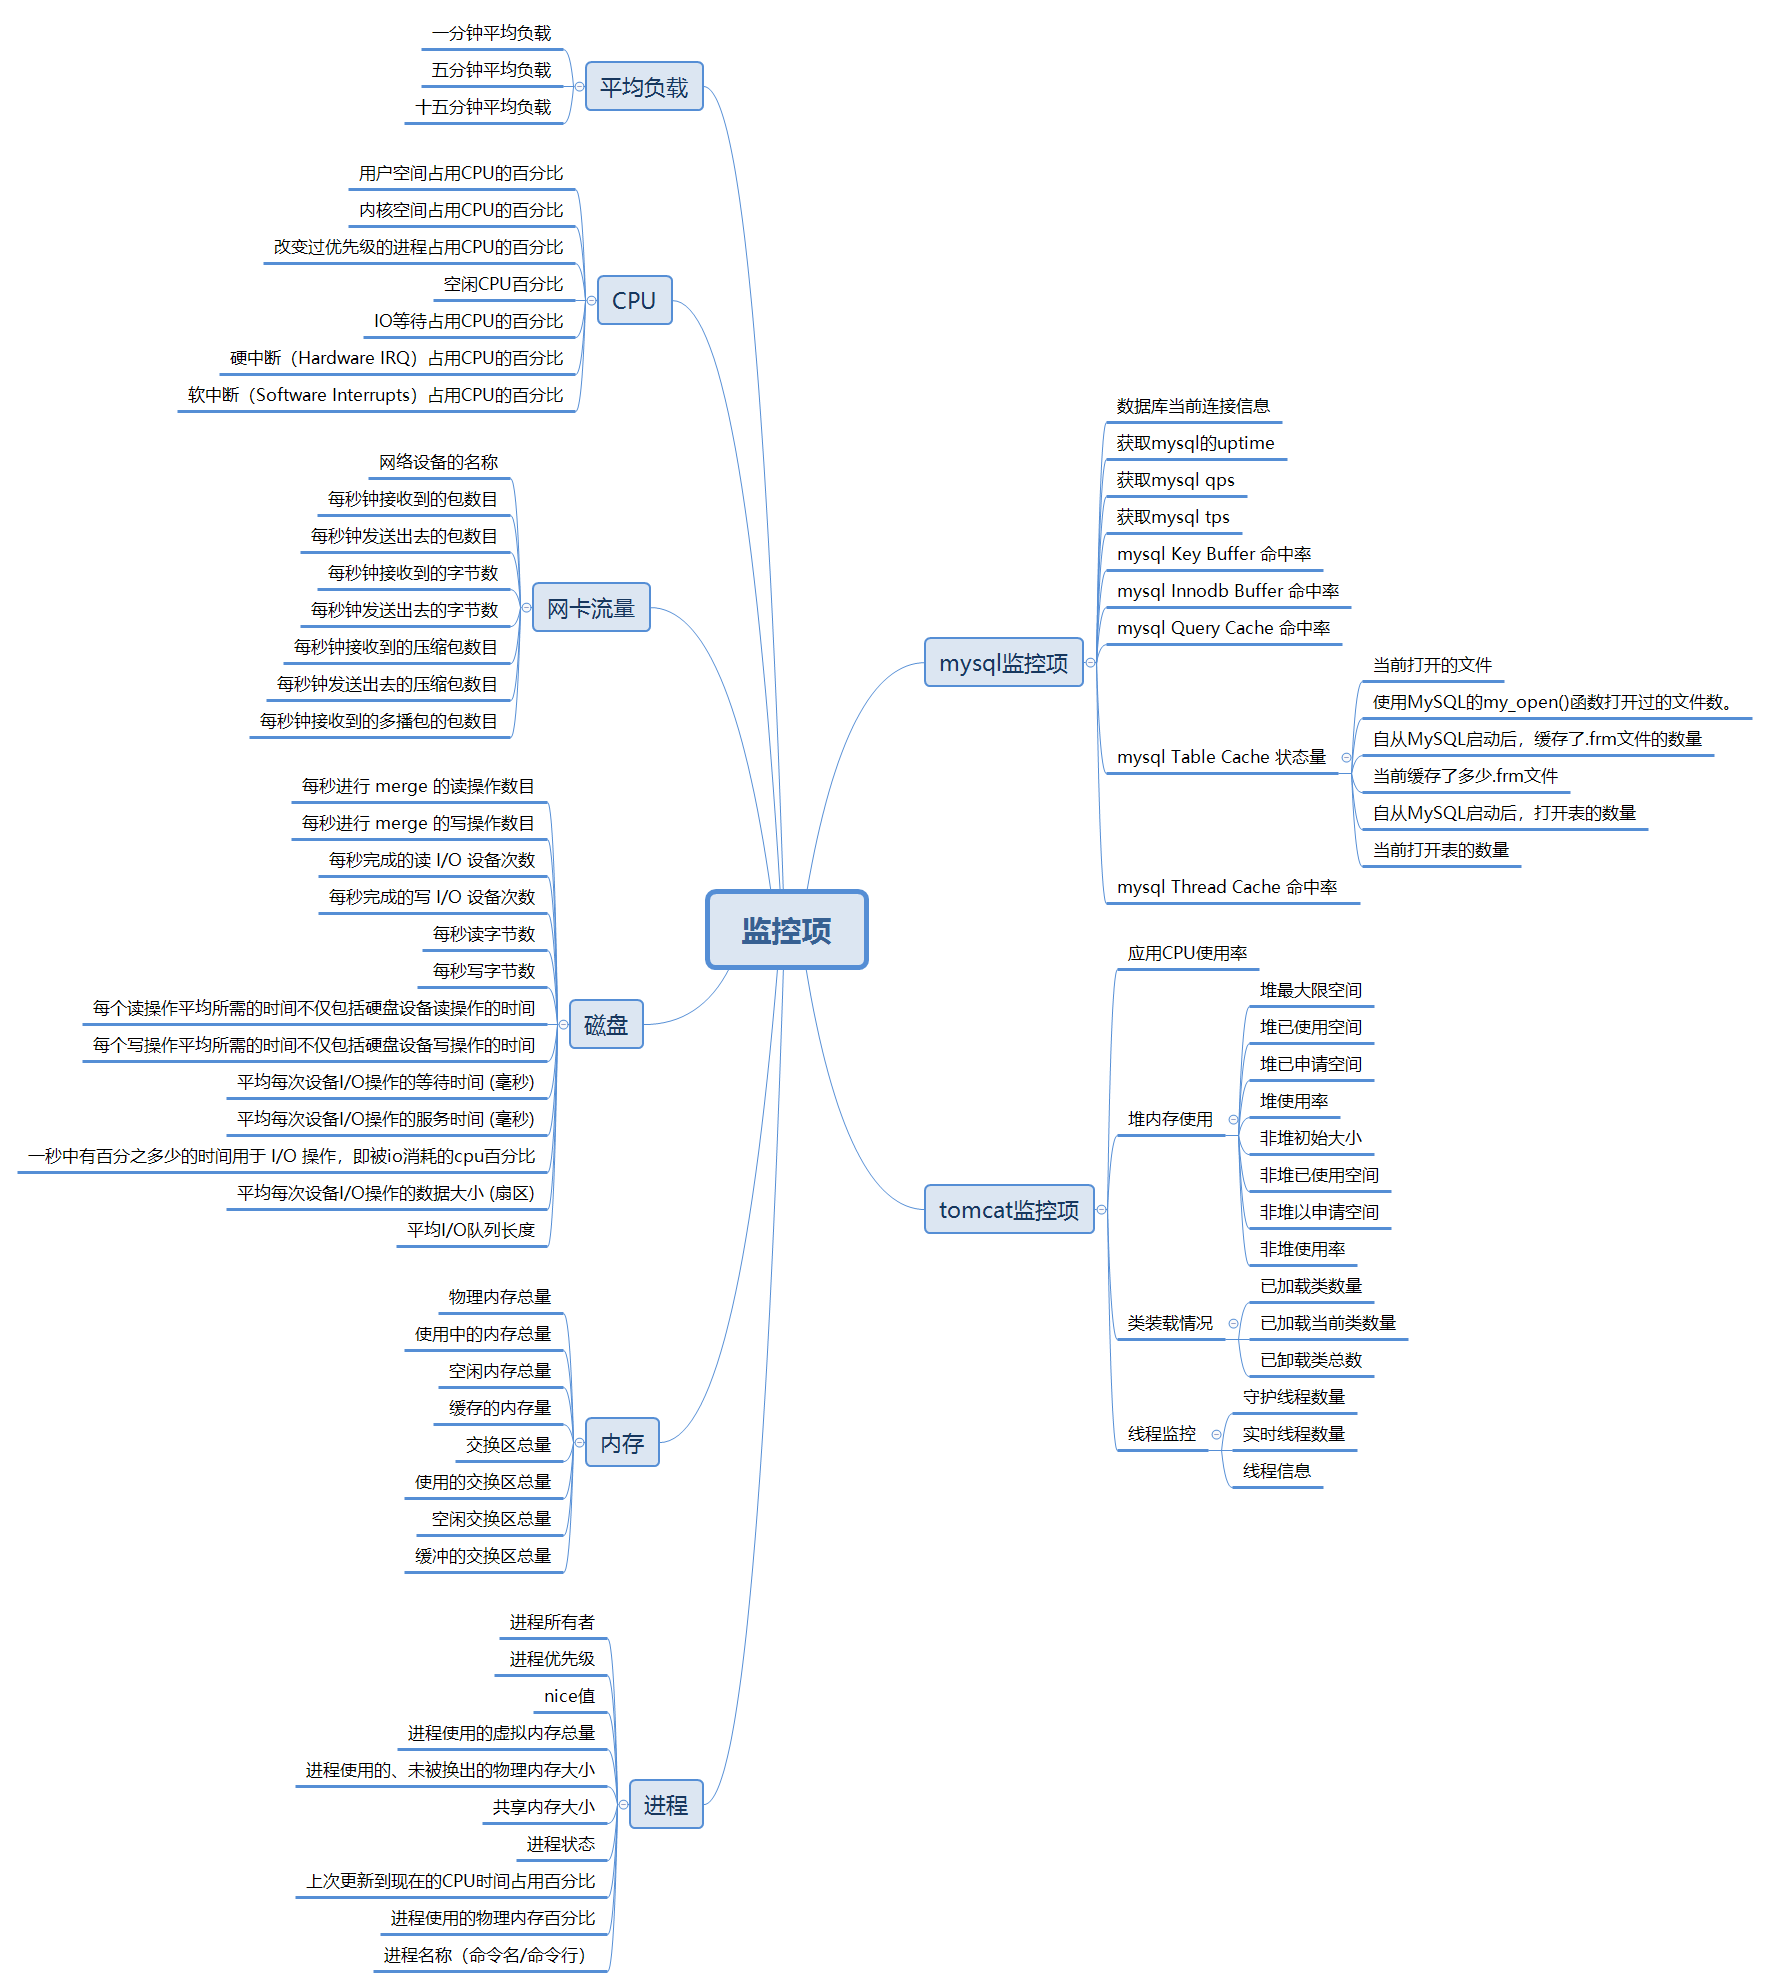 监控项
平均负载
一分钟平均负载
五分钟平均负载
十五分钟平均负载
CPU
用户空间占用CPU的百分比
内核空间占用CPU的百分比
改变过优先级的进程占用CPU的百分比
空闲CPU百分比
IO等待占用CPU的百分比
硬中断（Hardware IRQ）占用CPU的百分比
软中断（Software Interrupts）占用CPU的百分比
网卡流量
网络设备的名称
每秒钟接收到的包数目
每秒钟发送出去的包数目
每秒钟接收到的字节数
每秒钟发送出去的字节数
每秒钟接收到的压缩包数目
每秒钟发送出去的压缩包数目
每秒钟接收到的多播包的包数目
磁盘
每秒进行 merge 的读操作数目
每秒进行 merge 的写操作数目
每秒完成的读 I/O 设备次数
每秒完成的写 I/O 设备次数
每秒读字节数
每秒写字节数
每个读操作平均所需的时间不仅包括硬盘设备读操作的时间
每个写操作平均所需的时间不仅包括硬盘设备写操作的时间
平均每次设备I/O操作的等待时间 (毫秒)
平均每次设备I/O操作的服务时间 (毫秒)
一秒中有百分之多少的时间用于 I/O 操作，即被io消耗的cpu百分比
平均每次设备I/O操作的数据大小 (扇区)
平均I/O队列长度
内存
物理内存总量
使用中的内存总量
空闲内存总量
缓存的内存量
交换区总量
使用的交换区总量
空闲交换区总量
缓冲的交换区总量
进程
进程所有者
进程优先级
nice值
进程使用的虚拟内存总量
进程使用的、未被换出的物理内存大小
共享内存大小
进程状态
上次更新到现在的CPU时间占用百分比
进程使用的物理内存百分比
进程名称（命令名/命令行）
mysql监控项
数据库当前连接信息
获取mysql的uptime
获取mysql qps
获取mysql tps
mysql Key Buffer 命中率
mysql Innodb Buffer 命中率
mysql Query Cache 命中率
mysql Table Cache 状态量
当前打开的文件
使用MySQL的my_open()函数打开过的文件数。
自从MySQL启动后，缓存了.frm文件的数量
当前缓存了多少.frm文件
自从MySQL启动后，打开表的数量
当前打开表的数量
mysql Thread Cache 命中率
tomcat监控项
应用CPU使用率
堆内存使用
堆最大限空间
堆已使用空间
堆已申请空间
堆使用率
非堆初始大小
非堆已使用空间
非堆以申请空间
非堆使用率
类装载情况
已加载类数量
已加载当前类数量
已卸载类总数
线程监控
守护线程数量
实时线程数量
线程信息